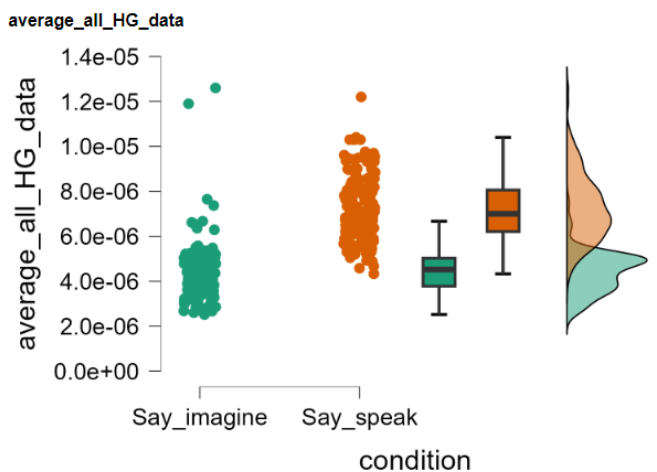 average_all_HG_data
1.4e-05
1.2e-05
1.0e-05
8.0e-06
6.0e-06
4.0e-06
2.0e-06
0.0e+00
average_all_HG_data
Say_imagine
Say_speak
condition